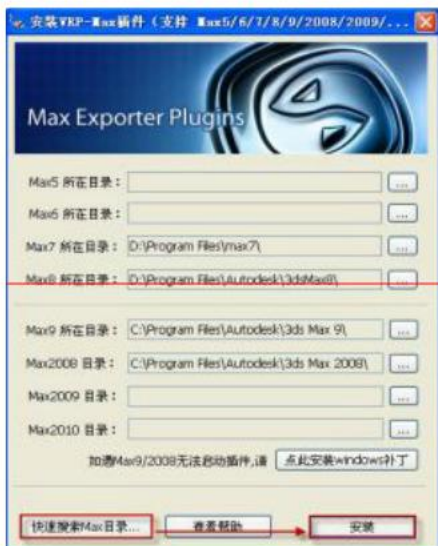 安装VRP-Max插件（支持 Max5/6/7/8/9/2008/2009/...
Max Exporter Plugins
Max5 所在目录： ...
Max6 所在目录： ...
Max7 所在目录： D:\Program Files\max7\ ...
Max8 所在目录： D:\Program Files\Autodesk\3dsMax8\ ...
Max9 所在目录： C:\Program Files\Autodesk\3ds Max 9\ ...
Max2008 目录： C:\Program Files\Autodesk\3ds Max 2008\ ...
Max2009 目录： ...
Max2010 目录： ...
如遇Max9/2008无法启动插件,请 点此安装windows补丁
快速搜索Max目录... 查看帮助 安装